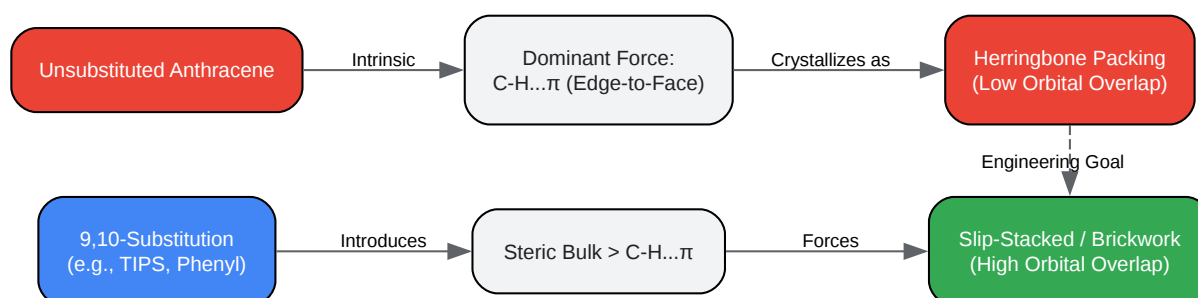 Unsubstituted Anthracene
Intrinsic
Dominant Force:
C-H...π (Edge-to-Face)
Crystallizes as
Herringbone Packing
(Low Orbital Overlap)
Engineering Goal
9,10-Substitution
(e.g., TIPS, Phenyl)
Introduces
Steric Bulk > C-H...π
Forces
Slip-Stacked / Brickwork
(High Orbital Overlap)